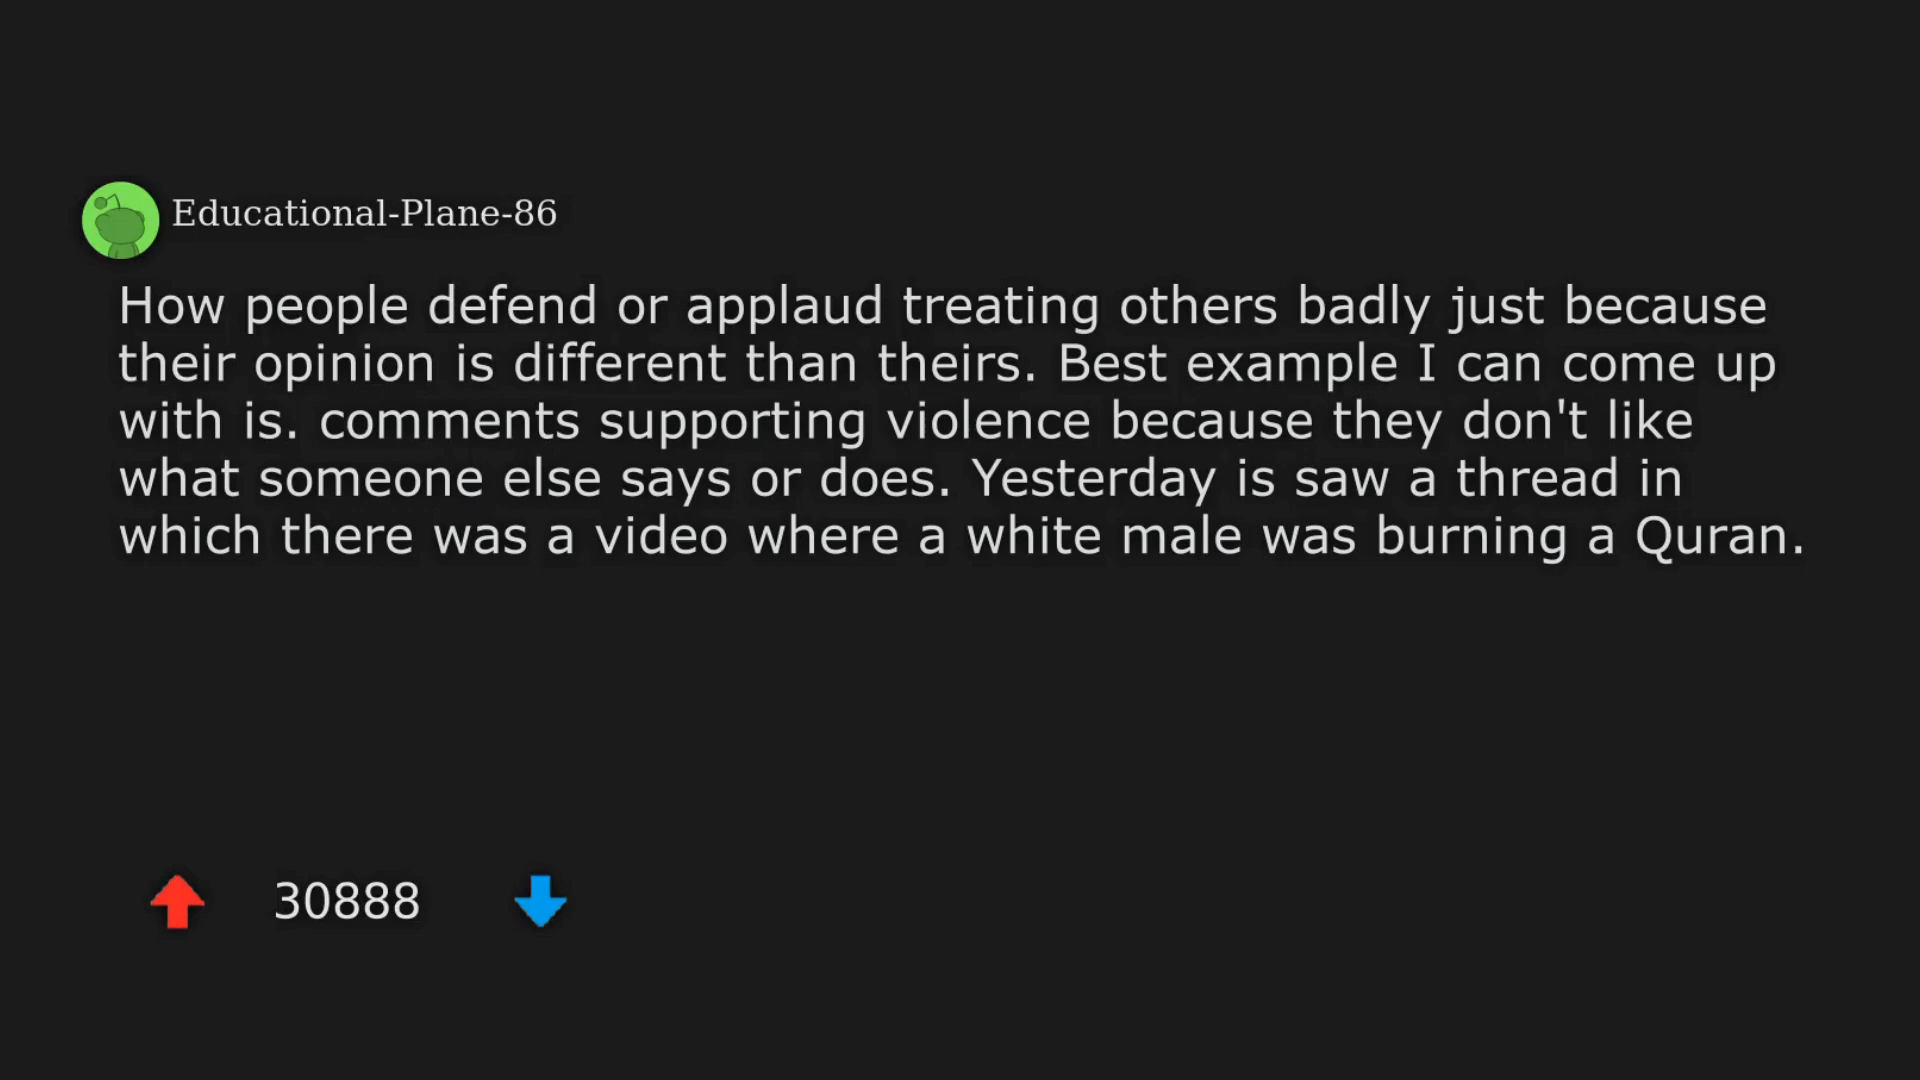 Educational-Plane-86
How people defend or applaud treating others badly just because
their opinion is different than theirs. Best example I can come up
with is. comments supporting violence because they don't like
what someone else says or does. Yesterday is saw a thread in
which there was a video where a white male was burning a Quran.
30888